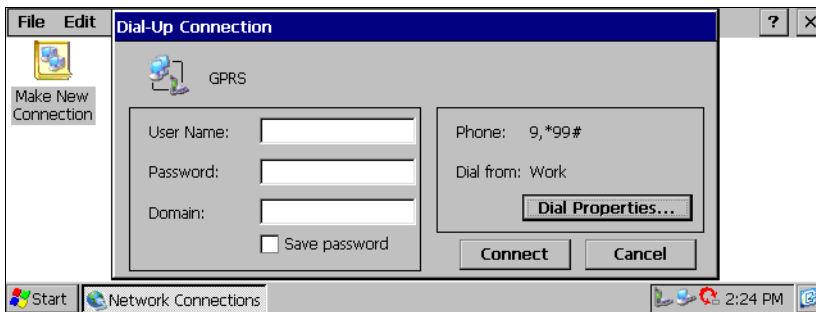 File Edit
? ×
Dial-Up Connection
GPRS
Make New
Connection
User Name:
Password:
Domain:
Save password
Phone: 9,*99#
Dial from: Work
Dial Properties...
Connect Cancel
Start Network Connections 2:24 PM